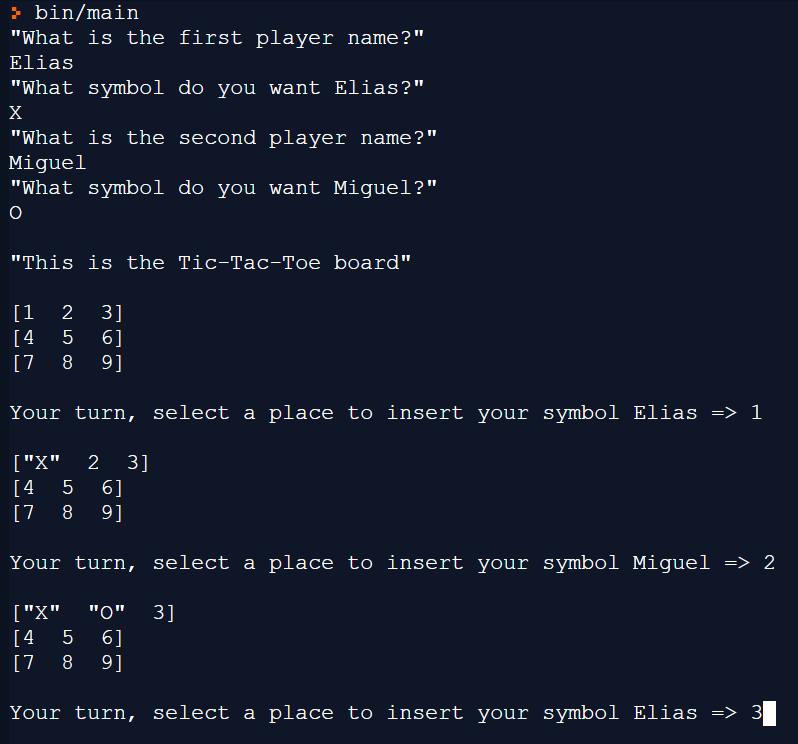 > bin/main
"What is the first player name?"
Elias
"What symbol do you want Elias?"
X
"What is the second player name?"
Miguel
"What symbol do you want Miguel?"
O
"This is the Tic-Tac-Toe board"
[1  2  3]
[4  5  6]
[7  8  9]
Your turn, select a place to insert your symbol Elias => 1
["X"  2  3]
[4  5  6]
[7  8  9]
Your turn, select a place to insert your symbol Miguel => 2
["X"  "O"  3]
[4  5  6]
[7  8  9]
Your turn, select a place to insert your symbol Elias => 3